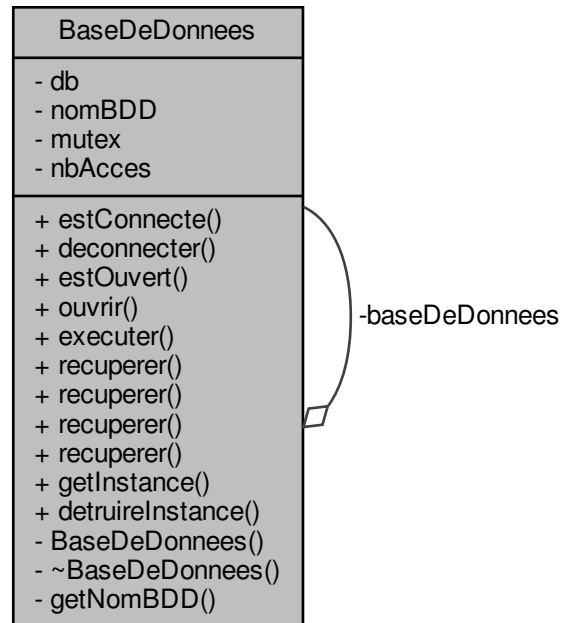 BaseDeDonnees
- db
- nomBDD
- mutex
- nbAcces
+ estConnecte()
+ deconnecter()
+ estOuvert()
+ ouvrir()
+ executer()
+ recuperer()
+ recuperer()
+ recuperer()
+ recuperer()
+ getInstance()
+ detruireInstance()
- BaseDeDonnees()
- ~BaseDeDonnees()
- getNomBDD()
-baseDeDonnees